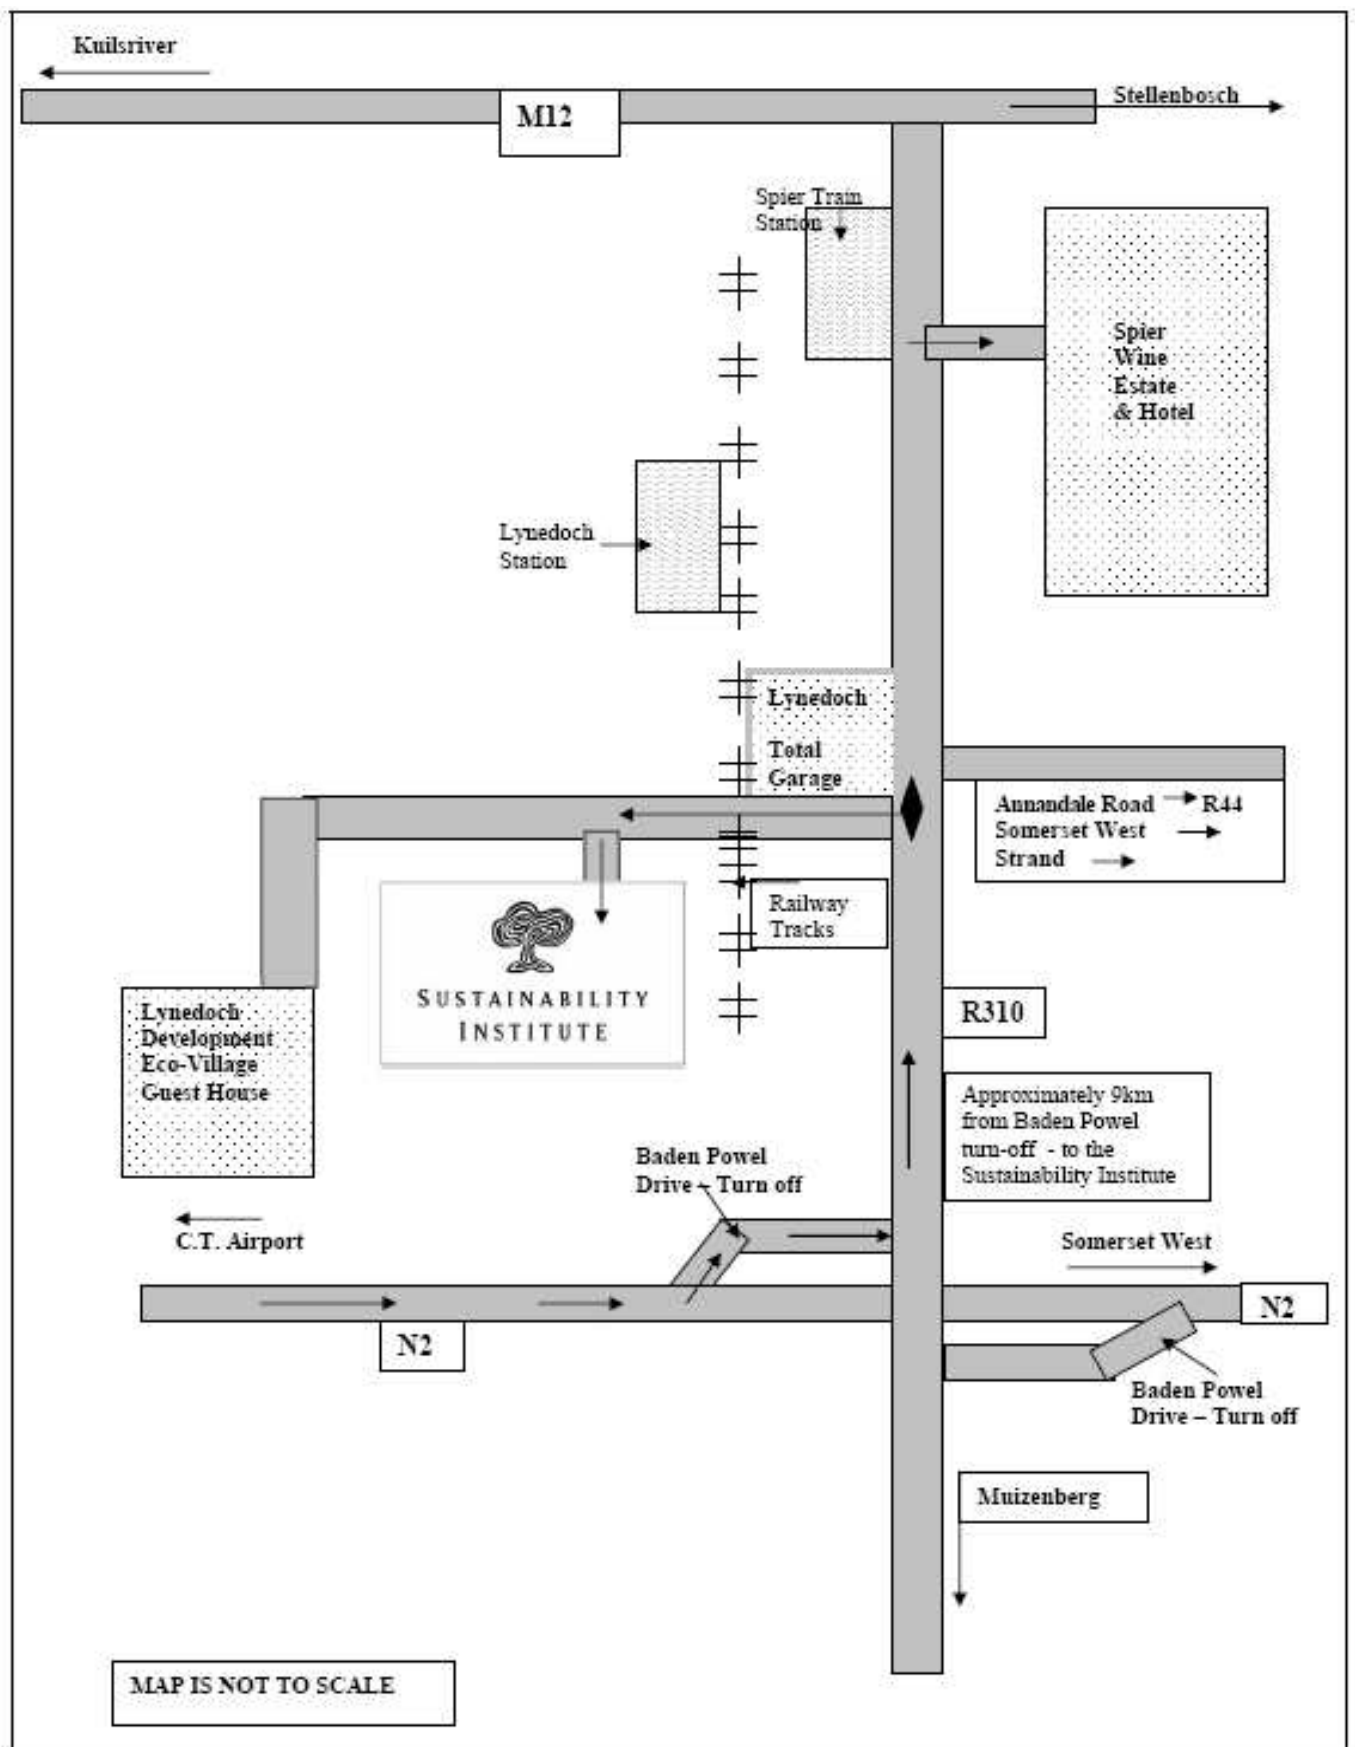 Kuilsriver
Stellenbosch
M12
Spier Train
Station
Spier
Wine
Estate
& Hotel
Lynedoch
Station
Lynedoch
Total
Garage
Annandale Road R44
Somerset West
Strand
Railway
Tracks
SUSTAINABILITY
INSTITUTE
Lynedoch
Development
Eco-Village
Guest House
R310
Approximately 9km
from Baden Powel
turn-off - to the
Sustainability Institute
Baden Powel
Drive – Turn off
C.T. Airport
Somerset West
N2
N2
Baden Powel
Drive – Turn off
Muizenberg
MAP IS NOT TO SCALE